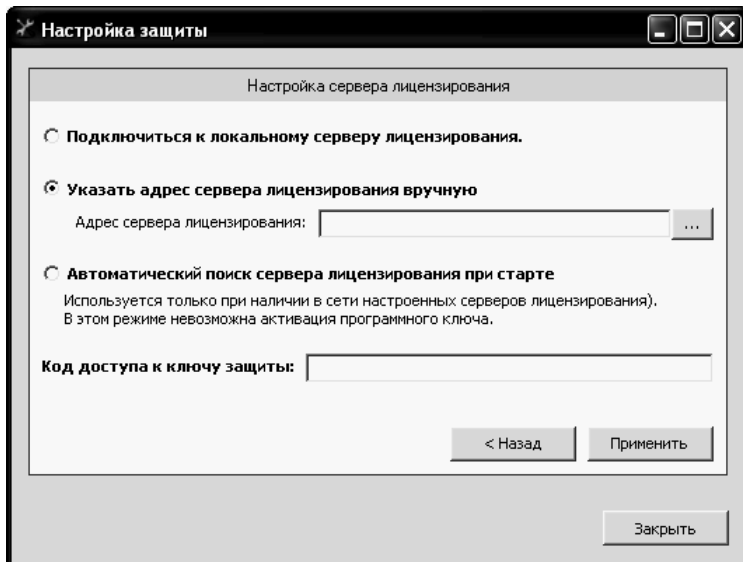 Настройка защиты
Настройка сервера лицензирования
Подключиться к локальному серверу лицензирования.
Указать адрес сервера лицензирования вручную
Адрес сервера лицензирования:
...
Автоматический поиск сервера лицензирования при старте
Используется только при наличии в сети настроенных серверов лицензирования).
В этом режиме невозможна активация программного ключа.
Код доступа к ключу защиты:
< Назад
Применить
Закрыть